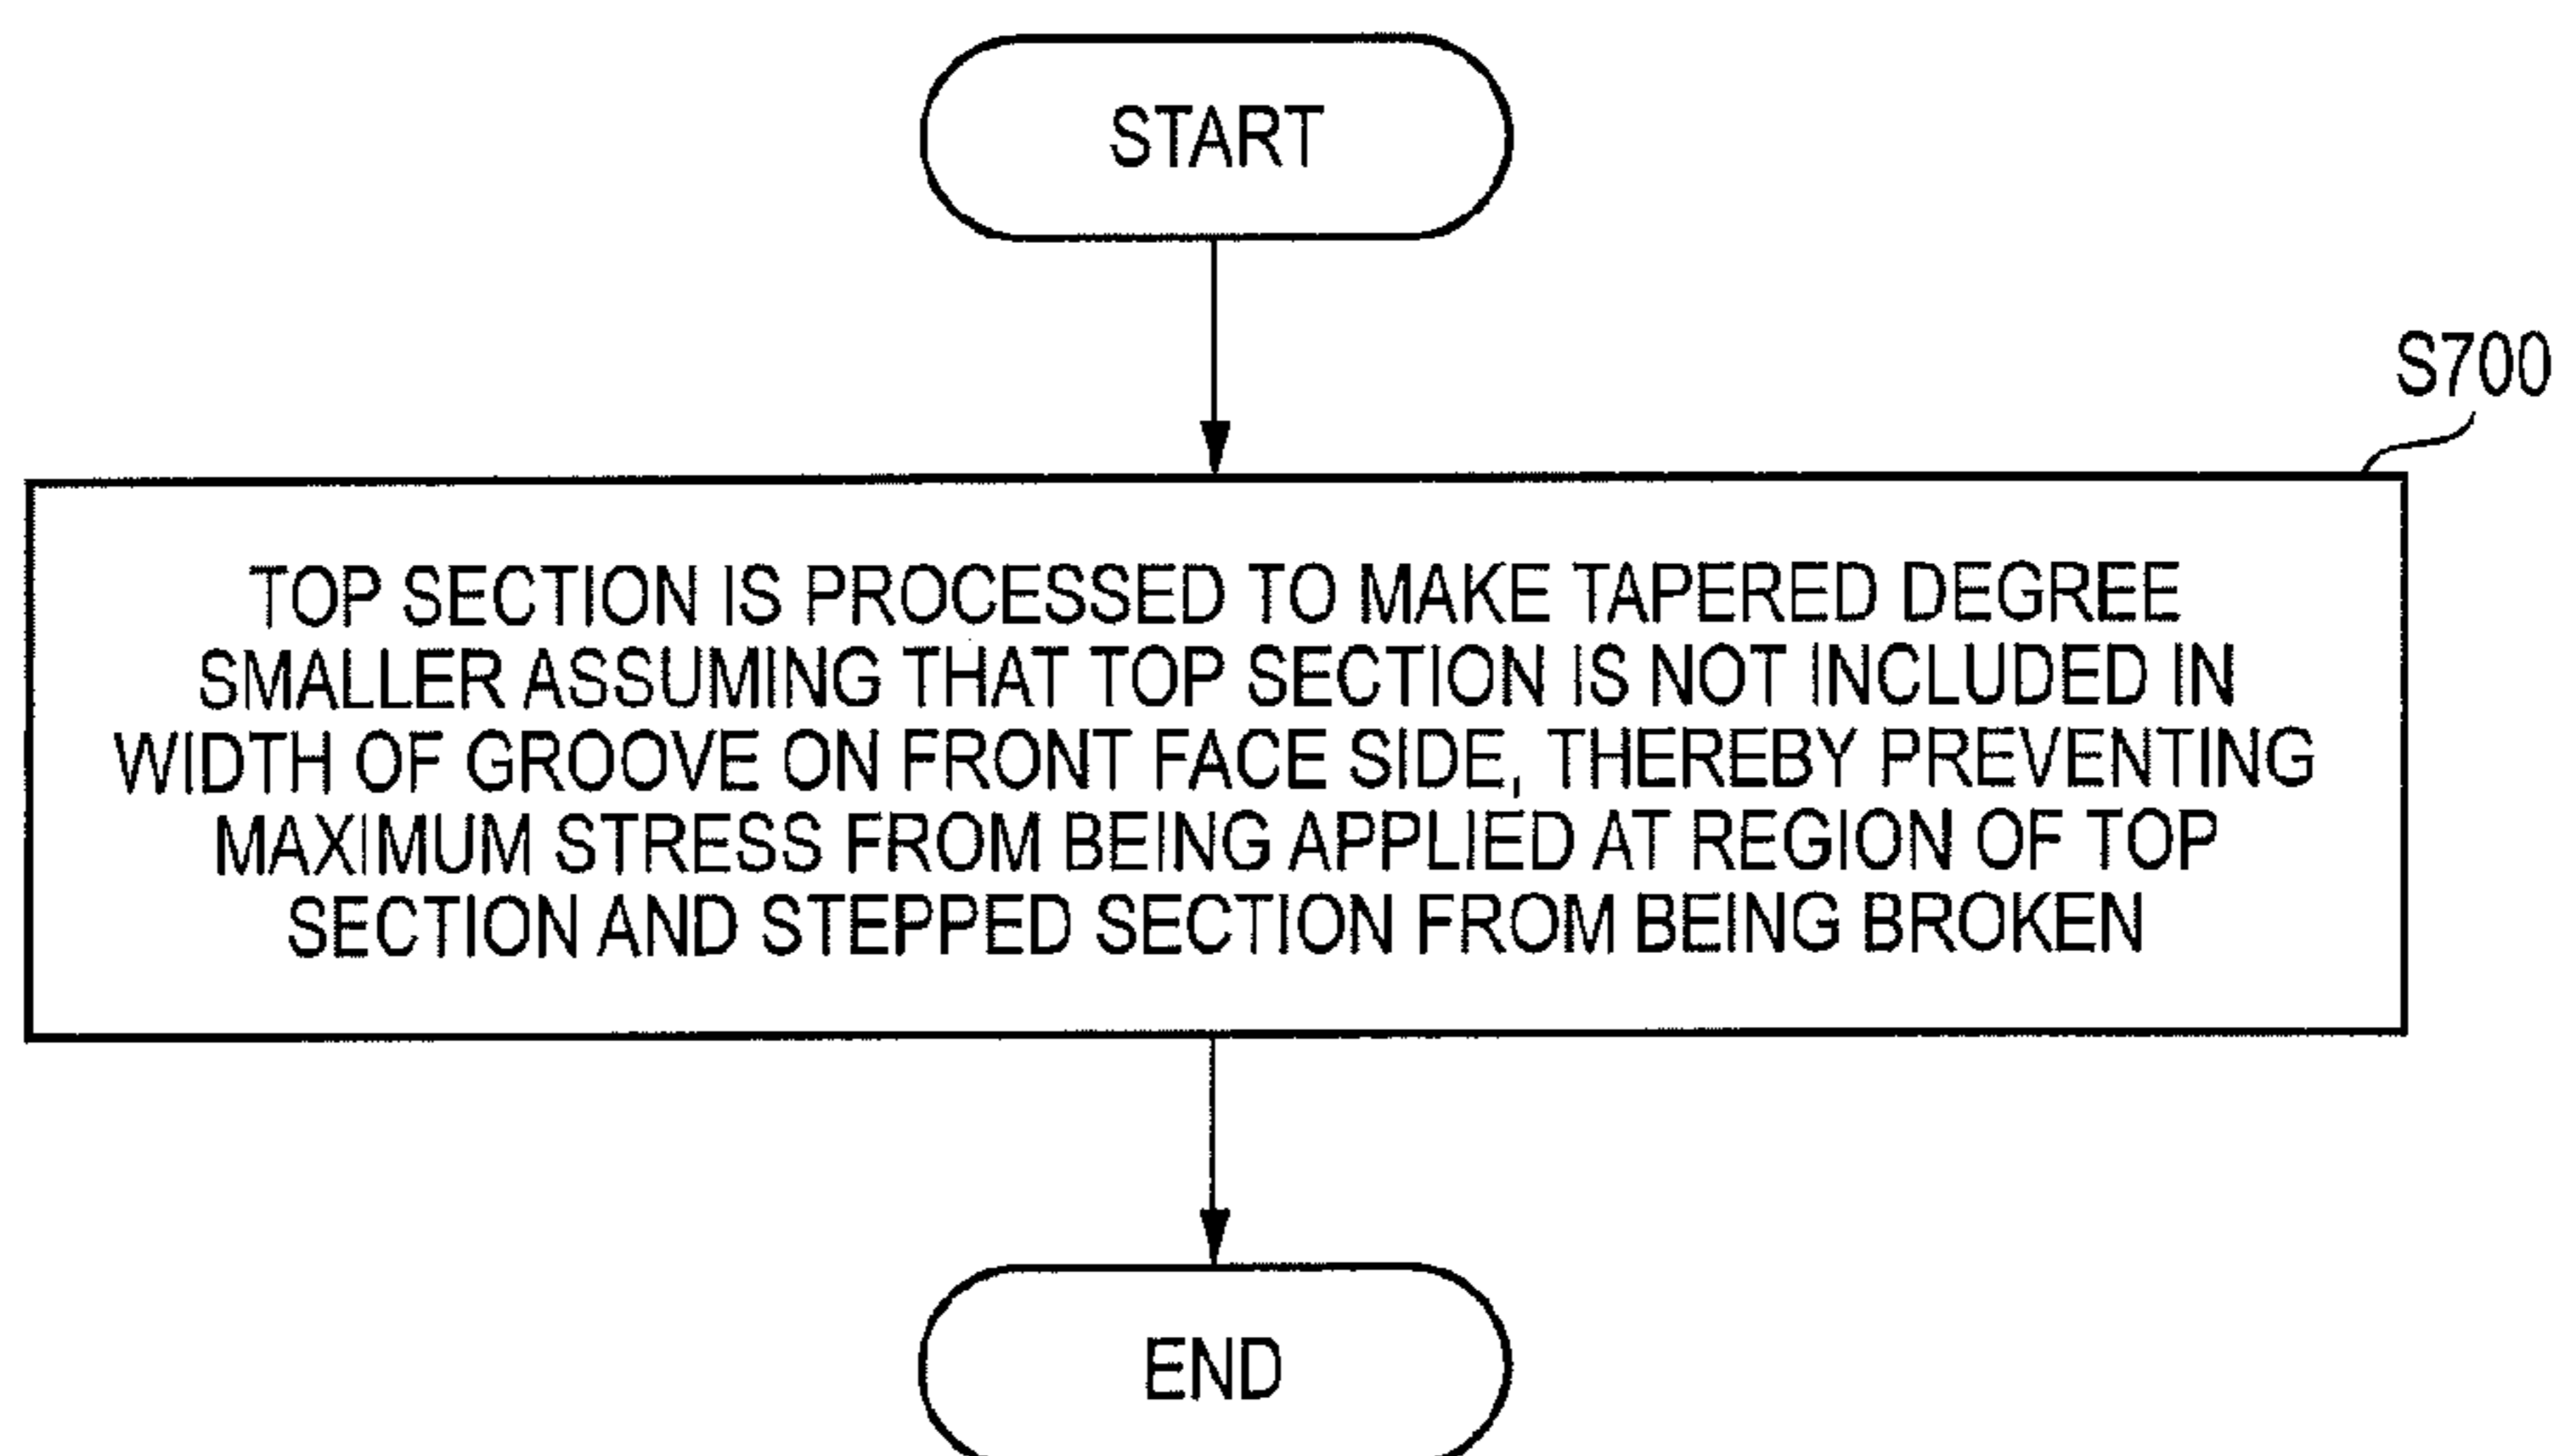 START
S700
TOP SECTION IS PROCESSED TO MAKE TAPERED DEGREE
SMALLER ASSUMING THAT TOP SECTION IS NOT INCLUDED IN
WIDTH OF GROOVE ON FRONT FACE SIDE, THEREBY PREVENTING
MAXIMUM STRESS FROM BEING APPLIED AT REGION OF TOP
SECTION AND STEPPED SECTION FROM BEING BROKEN
END